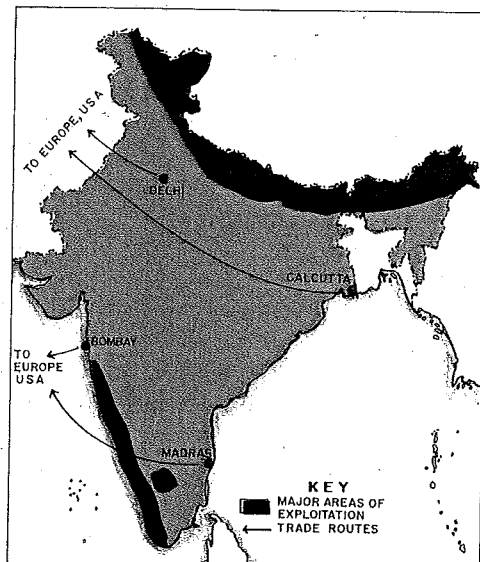 TO EUROPE, USA
DELHI
CALCUTTA
BOMBAY
TO
EUROPE
USA
MADRAS
KEY
MAJOR AREAS OF
EXPLOITATION
TRADE ROUTES